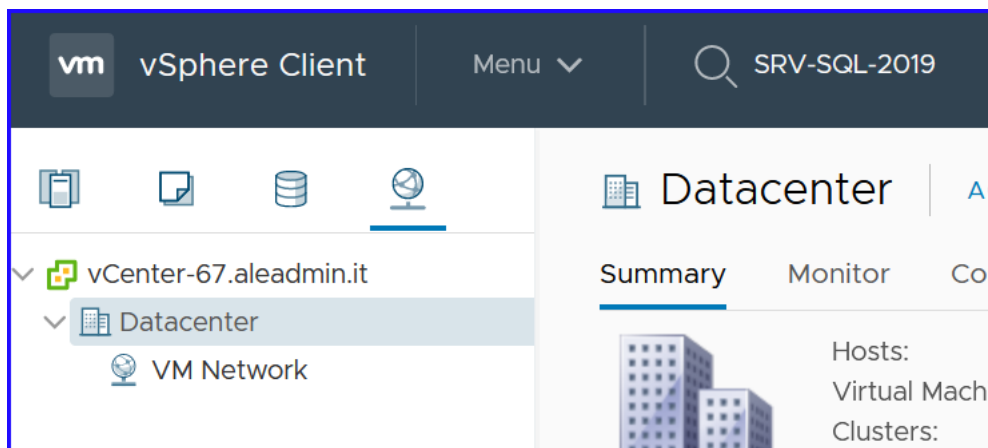 vm vSphere Client Menu SRV-SQL-2019
Datacenter A
vCenter-67.aleadmin.it
Datacenter
VM Network
Summary Monitor Co
Hosts:
Virtual Mach
Clusters: